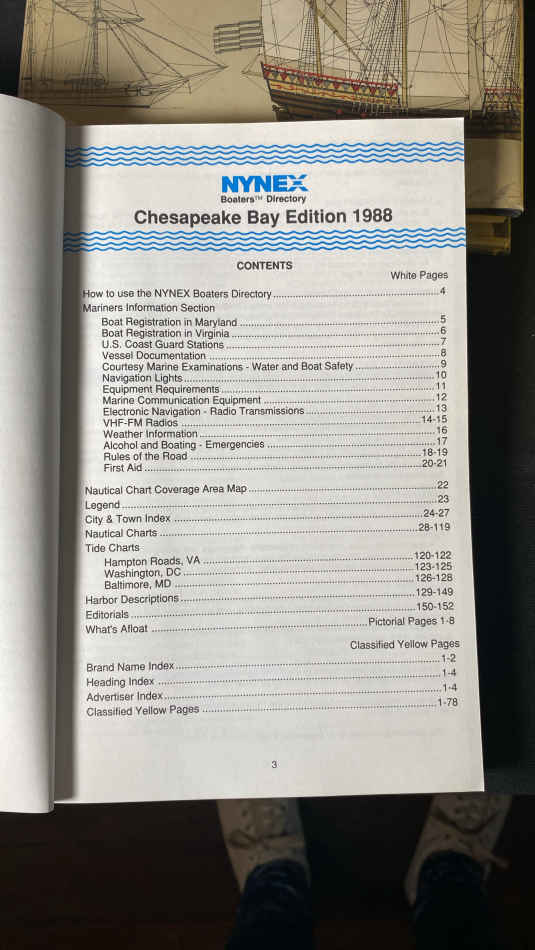 NYNEX
Boaters™ Directory
Chesapeake Bay Edition 1988
CONTENTS
White Pages
How to use the NYNEX Boaters Directory ........ 4
Mariners Information Section
Boat Registration in Maryland ........ 5
Boat Registration in Virginia ........ 6
U.S. Coast Guard Stations ........ 7
Vessel Documentation ........ 8
Courtesy Marine Examinations - Water and Boat Safety ........ 9
Navigation Lights ........ 10
Equipment Requirements ........ 11
Marine Communication Equipment ........ 12
Electronic Navigation - Radio Transmissions ........ 13
VHF-FM Radios ........ 14-15
Weather Information ........ 16
Alcohol and Boating - Emergencies ........ 17
Rules of the Road ........ 18-19
First Aid ........ 20-21
Nautical Chart Coverage Area Map ........ 22
Legend ........ 23
City & Town Index ........ 24-27
Nautical Charts ........ 28-119
Tide Charts
Hampton Roads, VA ........ 120-122
Washington, DC ........ 123-125
Baltimore, MD ........ 126-128
Harbor Descriptions ........ 129-149
Editorials ........ 150-152
What's Afloat ........ Pictorial Pages 1-8
Classified Yellow Pages
Brand Name Index ........ 1-2
Heading Index ........ 1-4
Advertiser Index ........ 1-4
Classified Yellow Pages ........ 1-78
3